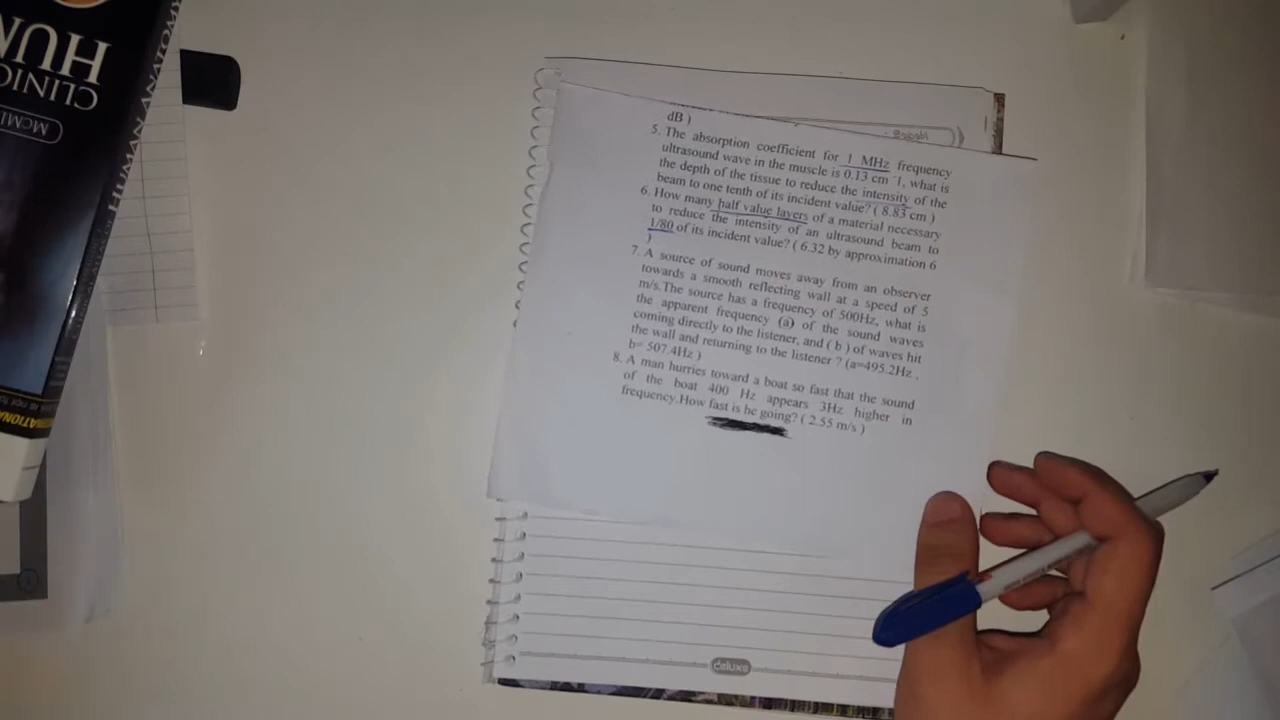 CLINIC
HUM
MCMI
HUMAN ANATOMY
dB )
5. The absorption coefficient for 1 MHz frequency
ultrasound wave in the muscle is 0.13 cm ˉ1, what is
the depth of the tissue to reduce the intensity of the
beam to one tenth of its incident value? ( 8.83 cm )
6. How many half value layers of a material necessary
to reduce the intensity of an ultrasound beam to
1/80 of its incident value? ( 6.32 by approximation 6
)
7. A source of sound moves away from an observer
towards a smooth reflecting wall at a speed of 5
m/s.The source has a frequency of 500Hz, what is
the apparent frequency (a) of the sound waves
coming directly to the listener, and ( b ) of waves hit
the wall and returning to the listener ? (a=495.2Hz ,
b= 507.4Hz )
8. A man hurries toward a boat so fast that the sound
of the boat 400 Hz appears 3Hz higher in
frequency.How fast is he going? ( 2.55 m/s )
deluxe